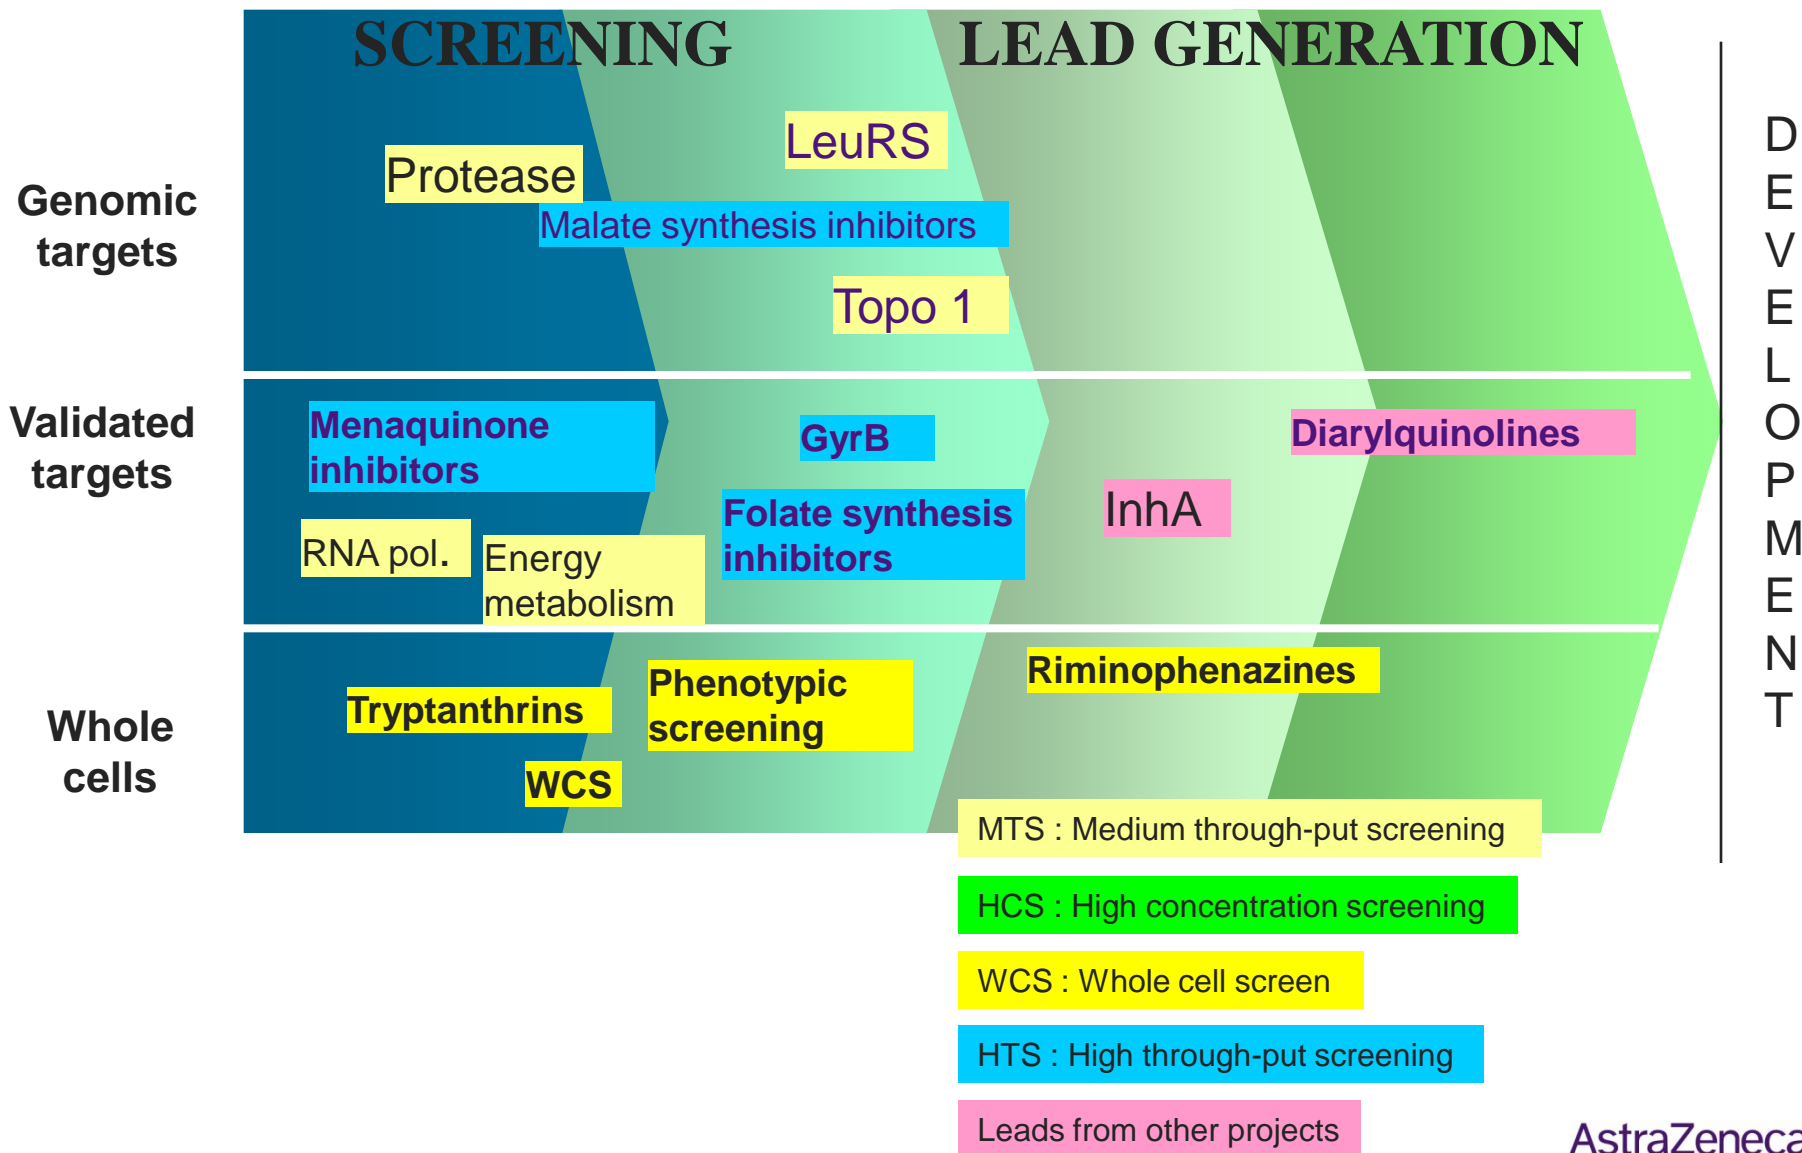 SCREENING
LEAD GENERATION
Genomic
targets
Protease
LeuRS
Malate synthesis inhibitors
Topo 1
Validated
targets
Menaquinone
inhibitors
GyrB
Diarylquinolines
RNA pol.
Energy
metabolism
Folate synthesis
inhibitors
InhA
Whole
cells
Tryptanthrins
Phenotypic
screening
Riminophenazines
WCS
D
E
V
E
L
O
P
M
E
N
T
MTS : Medium through-put screening
HCS : High concentration screening
WCS : Whole cell screen
HTS : High through-put screening
Leads from other projects
AstraZeneca